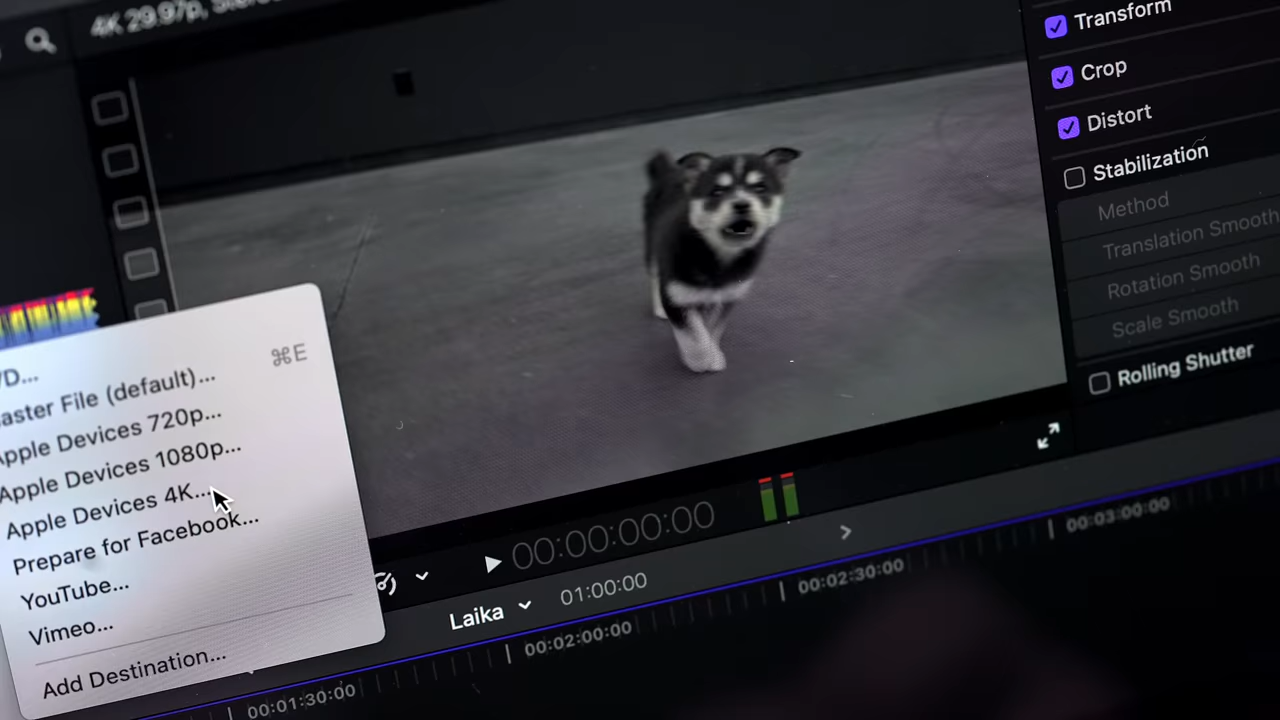 4K 29.97p,
Transform
Crop
Distort
Stabilization
Method
Translation Smooth
Rotation Smooth
Scale Smooth
Rolling Shutter
⌘E
aster File (default)...
Apple Devices 720p...
Apple Devices 1080p...
Apple Devices 4K...
Prepare for Facebook...
YouTube...
Vimeo...
Add Destination...
00:00:00:00
Laika 01:00:00
00:01:30:00 00:02:00:00 00:02:30:00 00:03:00:00